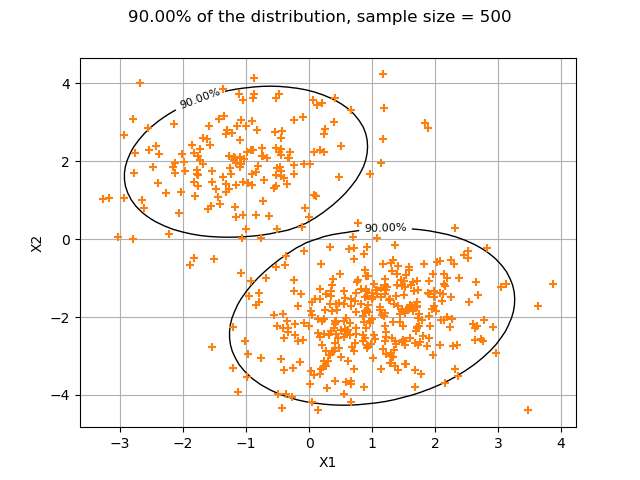 90.00% of the distribution, sample size = 500
4
90.00%
2
X2
0
90.00%
−2
−4
−3 −2 −1 0 1 2 3 4
X1